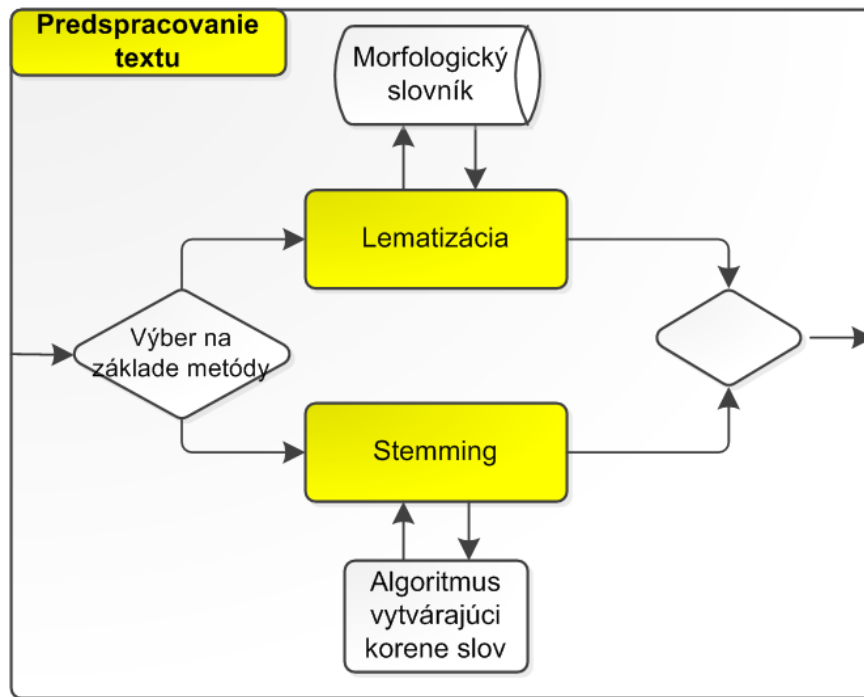 Predspracovanie
textu
Morfologický
slovník
Lematizácia
Výber na
základe metódy
Stemming
Algoritmus
vytvárajúci
korene slov